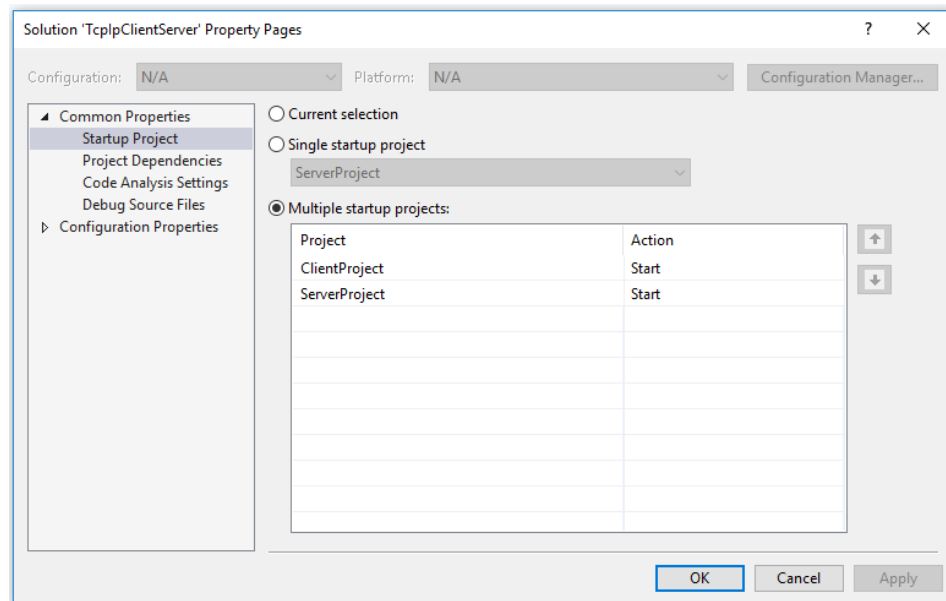 Solution 'TcpIpClientServer' Property Pages
?
Configuration: N/A Platform: N/A Configuration Manager...
Common Properties
Startup Project
Project Dependencies
Code Analysis Settings
Debug Source Files
Configuration Properties
Current selection
Single startup project
ServerProject
Multiple startup projects:
Project Action
ClientProject Start
ServerProject Start
OK Cancel Apply